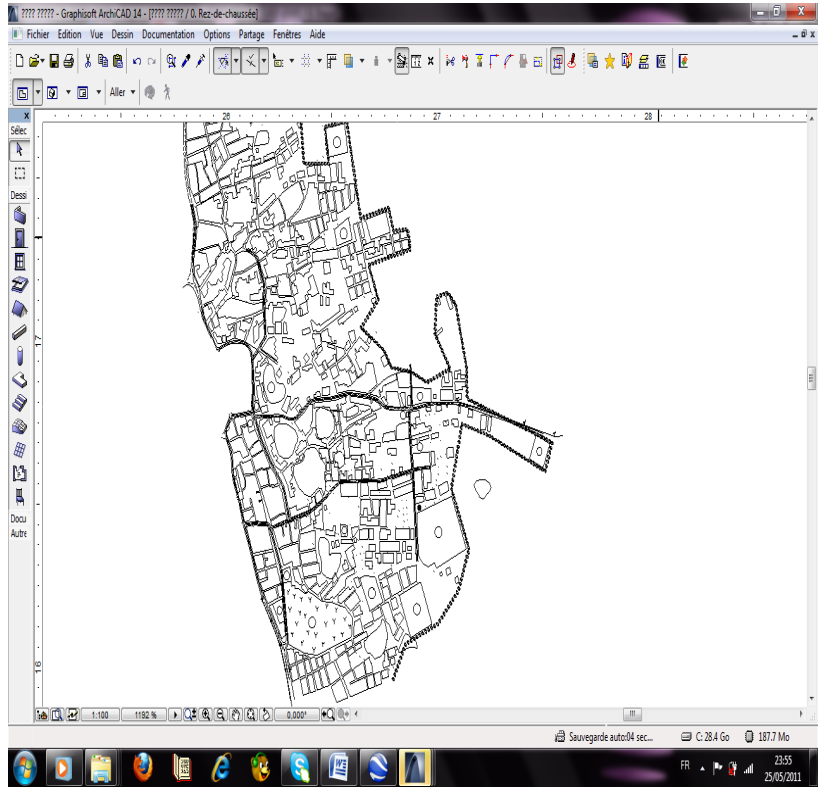 ???? ????? - Graphisoft ArchiCAD 14 - [???? ????? / 0. Rez-de-chaussée]
Fichier Edition Vue Dessin Documentation Options Partage Fenêtres Aide
Aller
Sélec
26 27 28
Dessi
17
Docu
Autre
16
1:100 1192 % 0,000°
Sauvegarde auto:04 sec... C: 28.4 Go 187.7 Mo
FR 23:55
25/05/2011